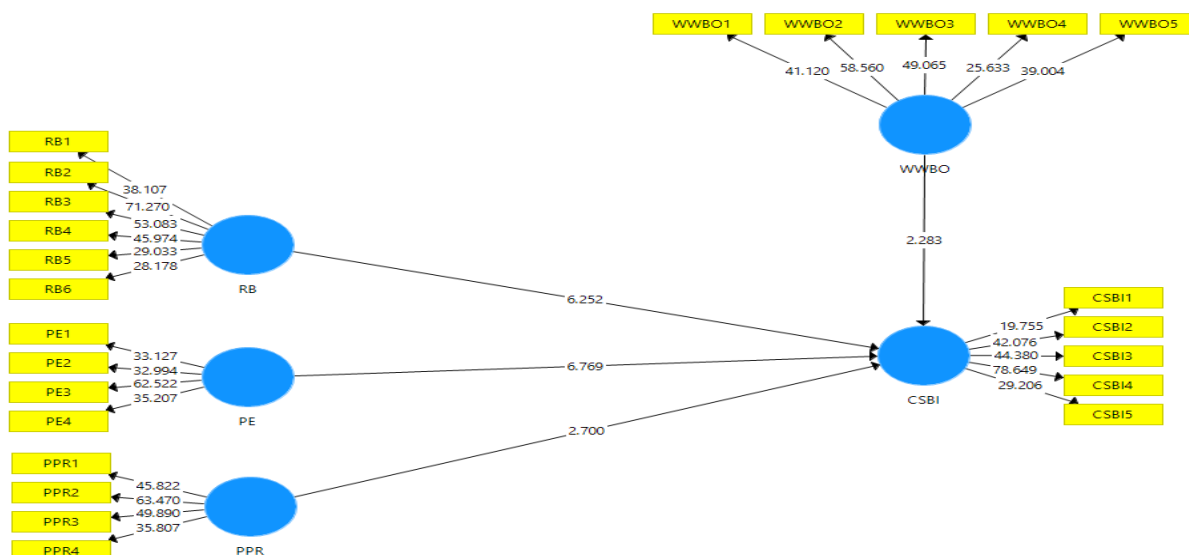 WWBO1 WWBO2 WWBO3 WWBO4 WWBO5
41.120 58.560 49.065 25.633 39.004
WWBO
2.283
RB1
RB2
RB3
RB4
RB5
RB6
38.107
71.270
53.083
45.974
29.033
28.178
RB
6.252
PE1
PE2
PE3
PE4
33.127
32.994
62.522
35.207
PE
6.769
PPR1
PPR2
PPR3
PPR4
45.822
63.470
49.890
35.807
PPR
2.700
CSBI
19.755
42.076
44.380
78.649
29.206
CSBI1
CSBI2
CSBI3
CSBI4
CSBI5